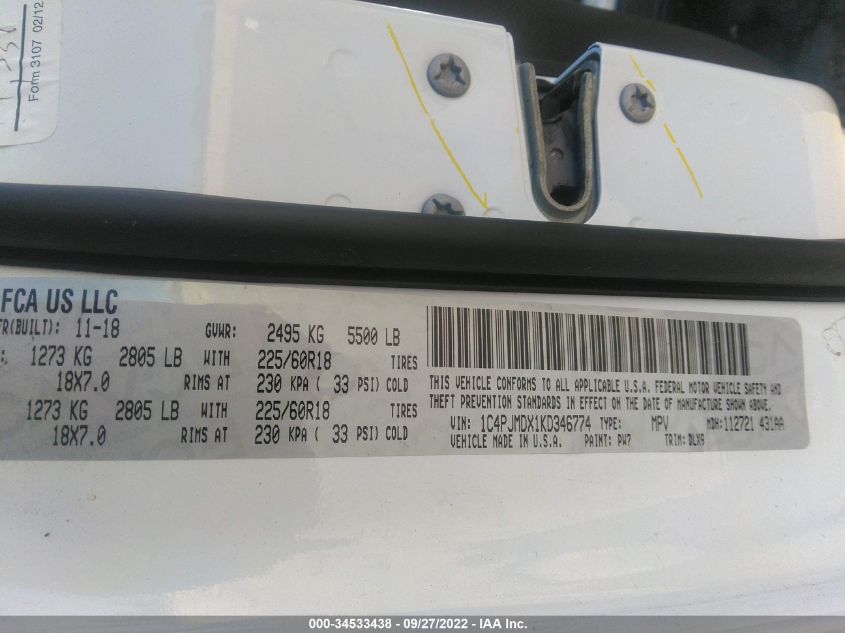 Form 3107 02/12
FCA US LLC
FR(BUILT): 11-18 GVWR: 2495 KG 5500 LB
1273 KG 2805 LB WITH 225/60R18 TIRES
18X7.0 RIMS AT 230 KPA ( 33 PSI) COLD
1273 KG 2805 LB WITH 225/60R18 TIRES
18X7.0 RIMS AT 230 KPA ( 33 PSI) COLD
THIS VEHICLE CONFORMS TO ALL APPLICABLE U.S.A. FEDERAL MOTOR VEHICLE SAFETY AND
THEFT PREVENTION STANDARDS IN EFFECT ON THE DATE OF MANUFACTURE SHOWN ABOVE.
VIN: 1C4PJMDX1KD346774 TYPE: MPV MDH:112721 431AA
VEHICLE MADE IN U.S.A. PAINT: PW7 TRIM: DLX9
000-34533438 - 09/27/2022 - IAA Inc.